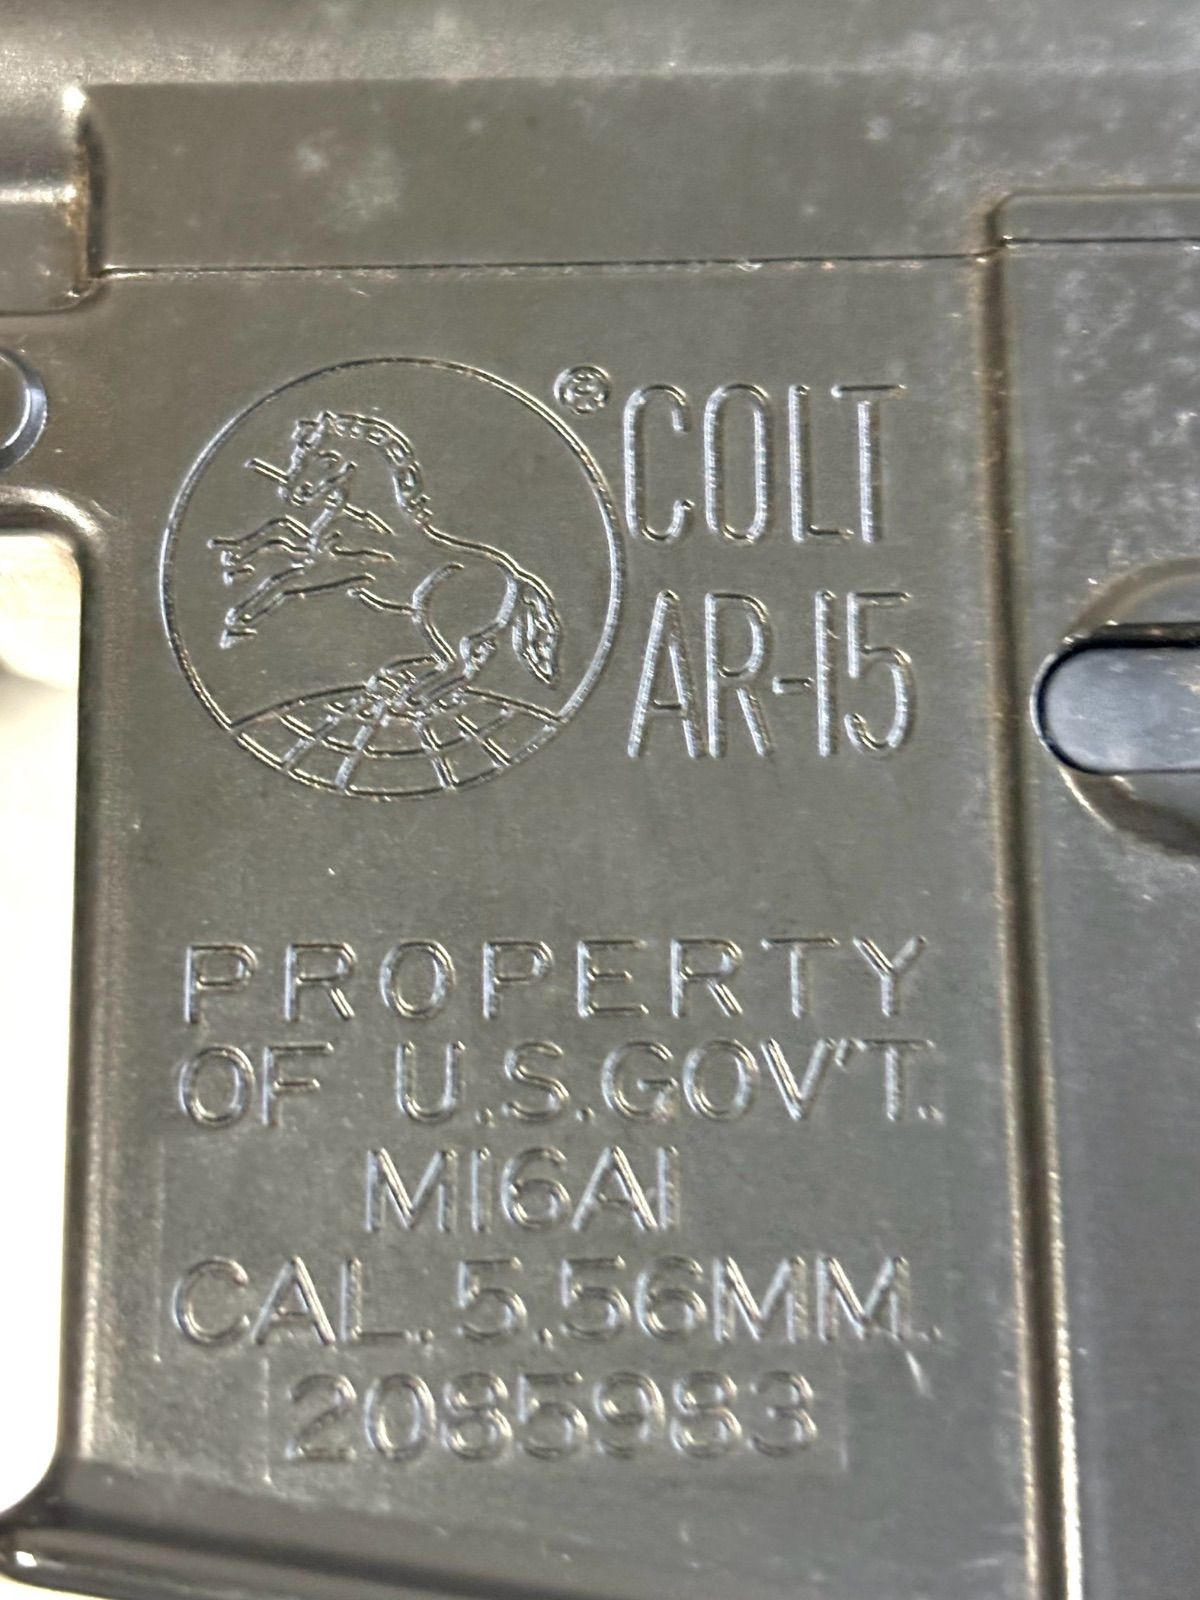 ® COLT
AR-15
PROPERTY
OF U.S.GOV'T.
M16A1
CAL. 5.56MM.
2085983